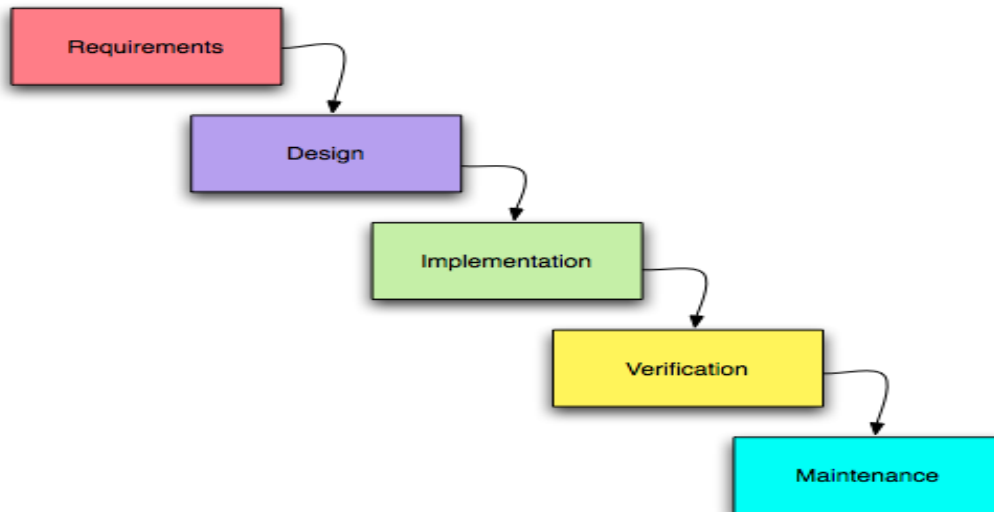 Requirements
Design
Implementation
Verification
Maintenance